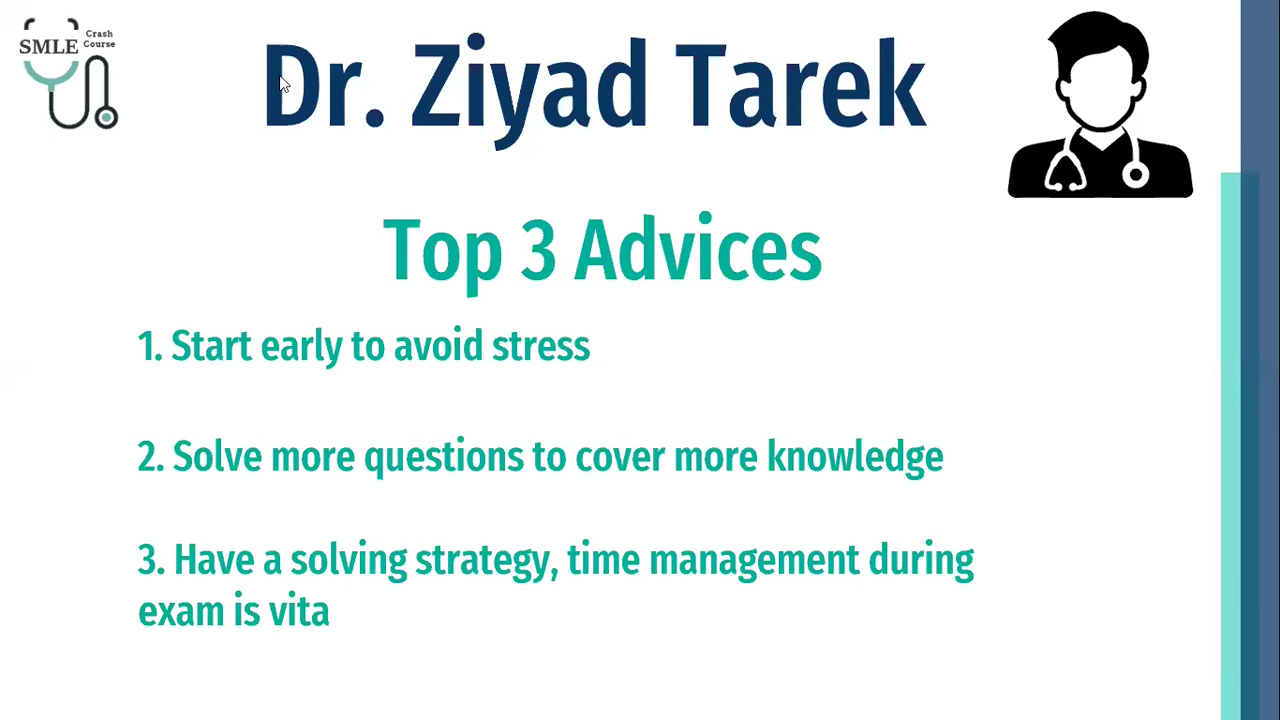 SMLE Crash
Course
Dr. Ziyad Tarek
Top 3 Advices
1. Start early to avoid stress
2. Solve more questions to cover more knowledge
3. Have a solving strategy, time management during
exam is vita